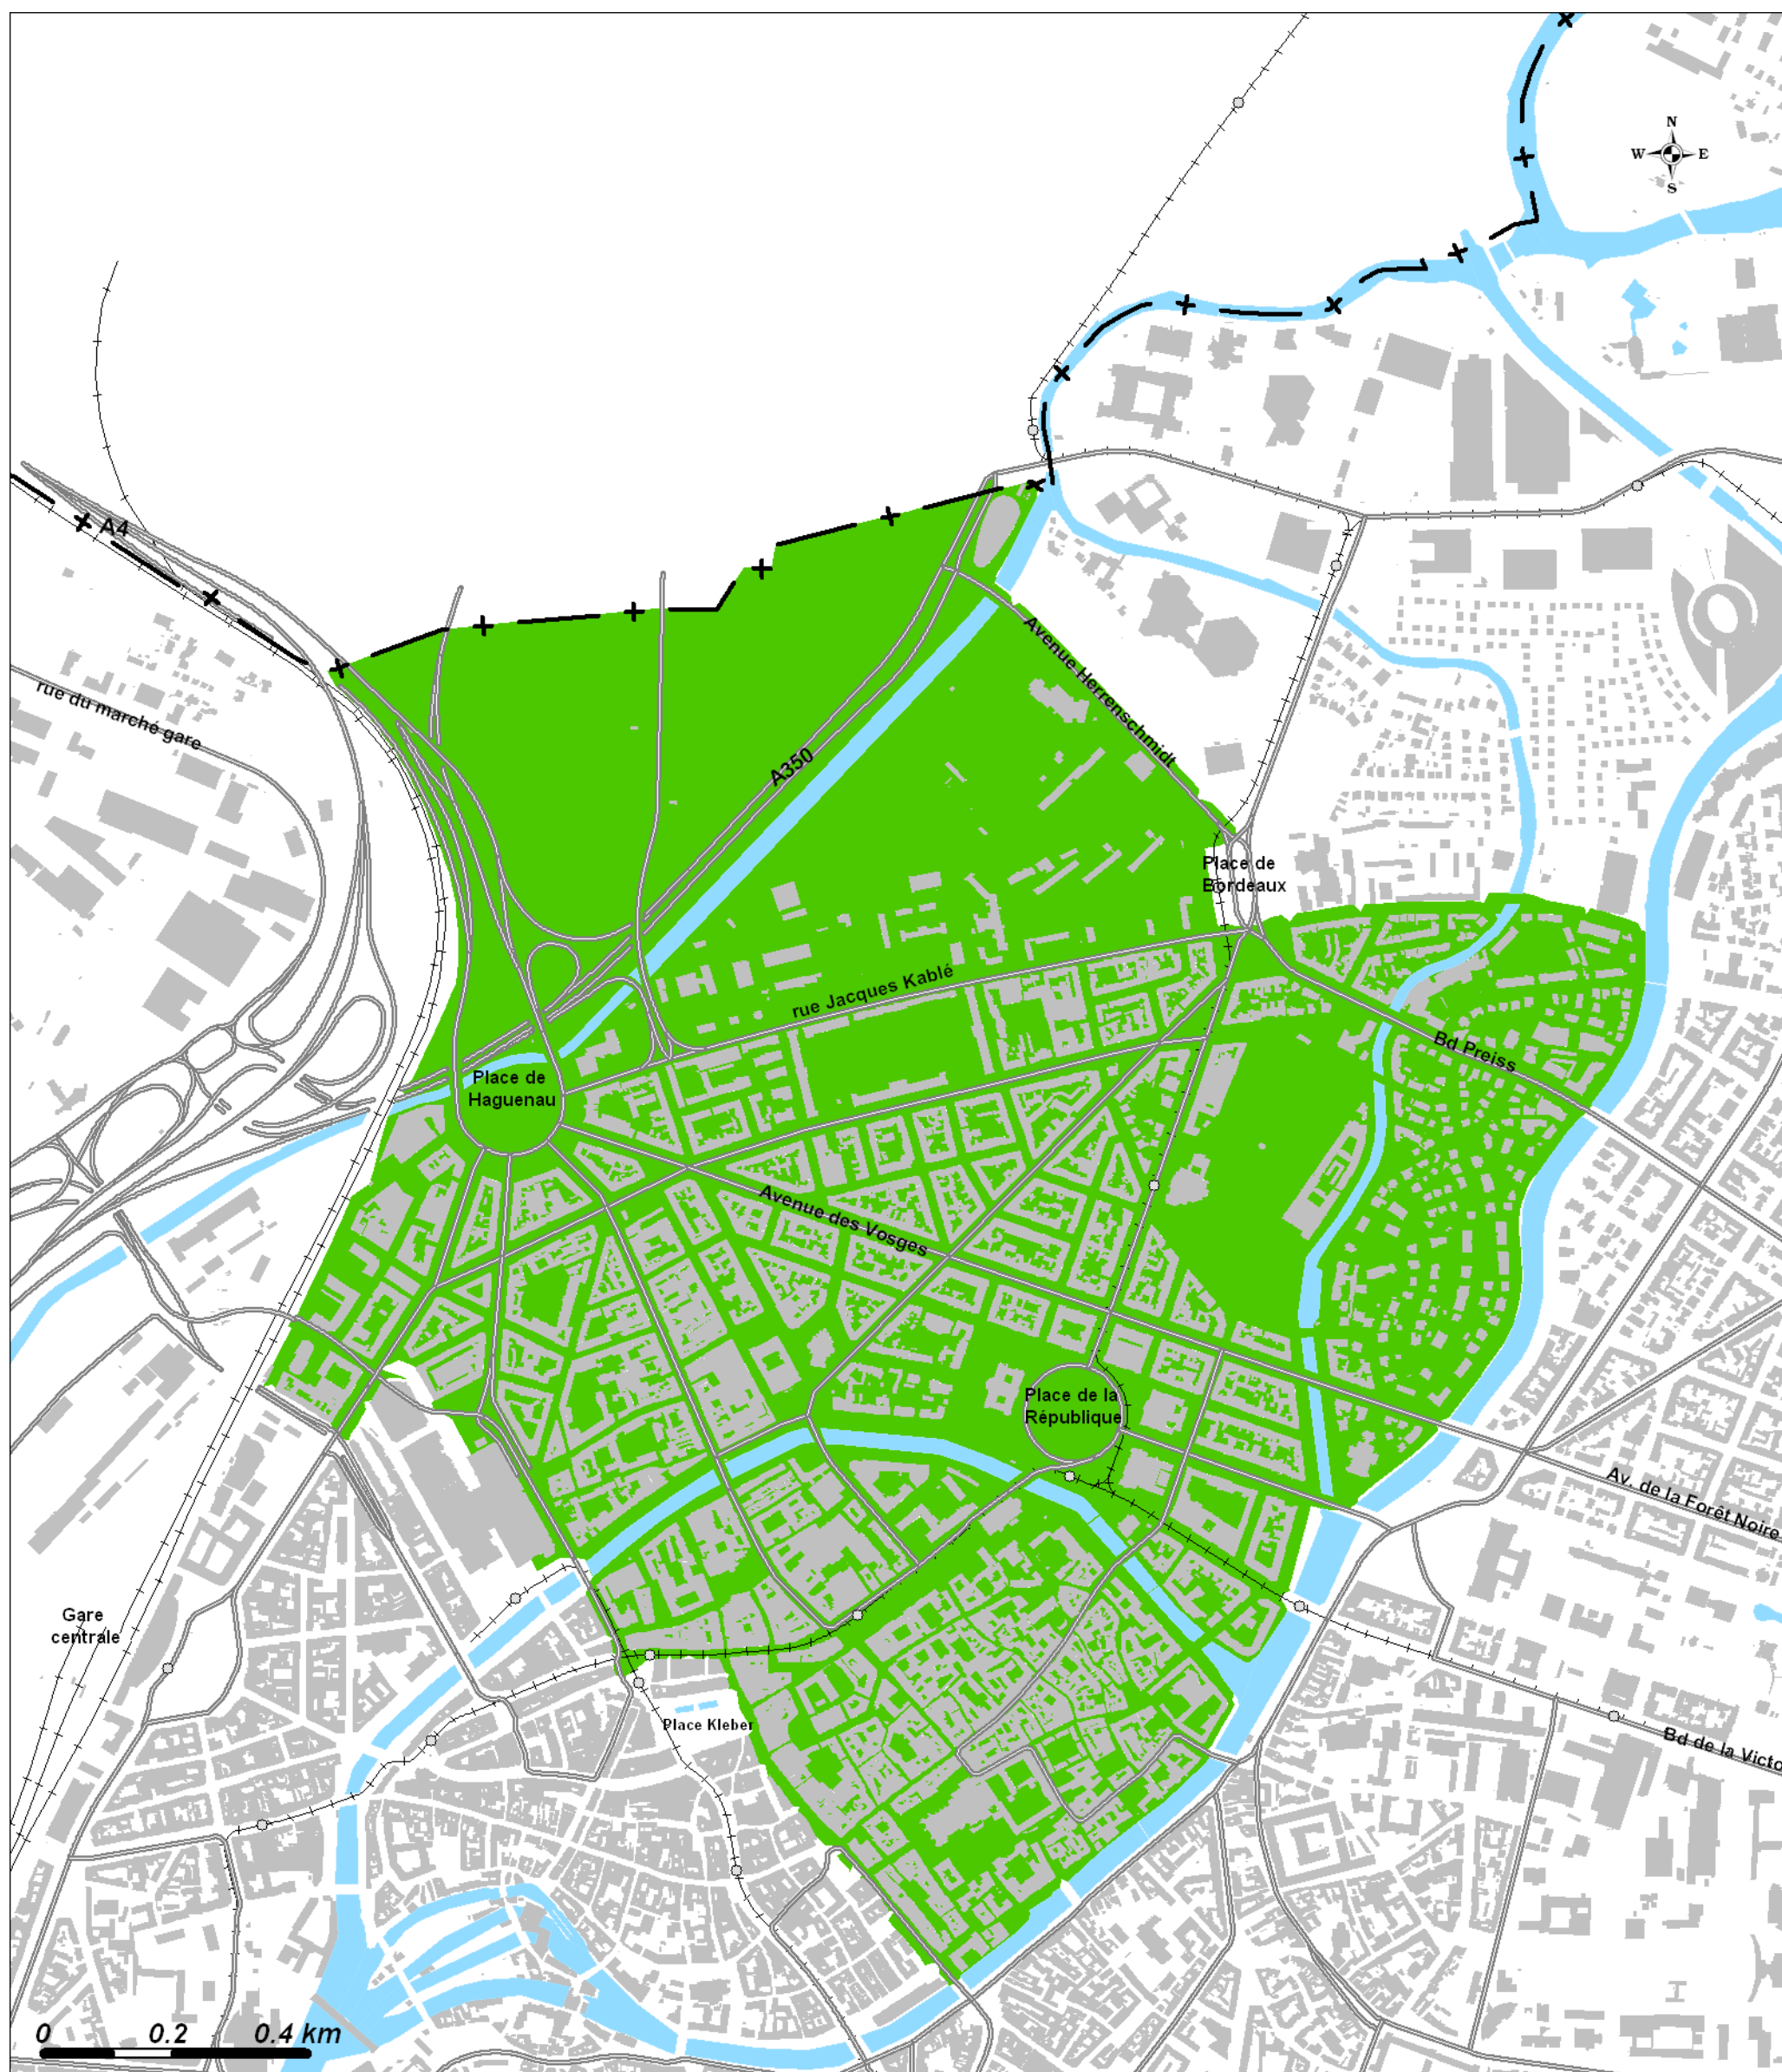 N
W E
S
A4
Avenue Herrenschmidt
rue du marché gare
A350
Place de
Bordeaux
rue Jacques Kablé
Bd Preiss
Place de
Haguenau
Avenue des Vosges
Place de la
République
Av. de la Forêt Noire
Gare
centrale
Place Kleber
Bd de la Victo
0 0.2 0.4 km